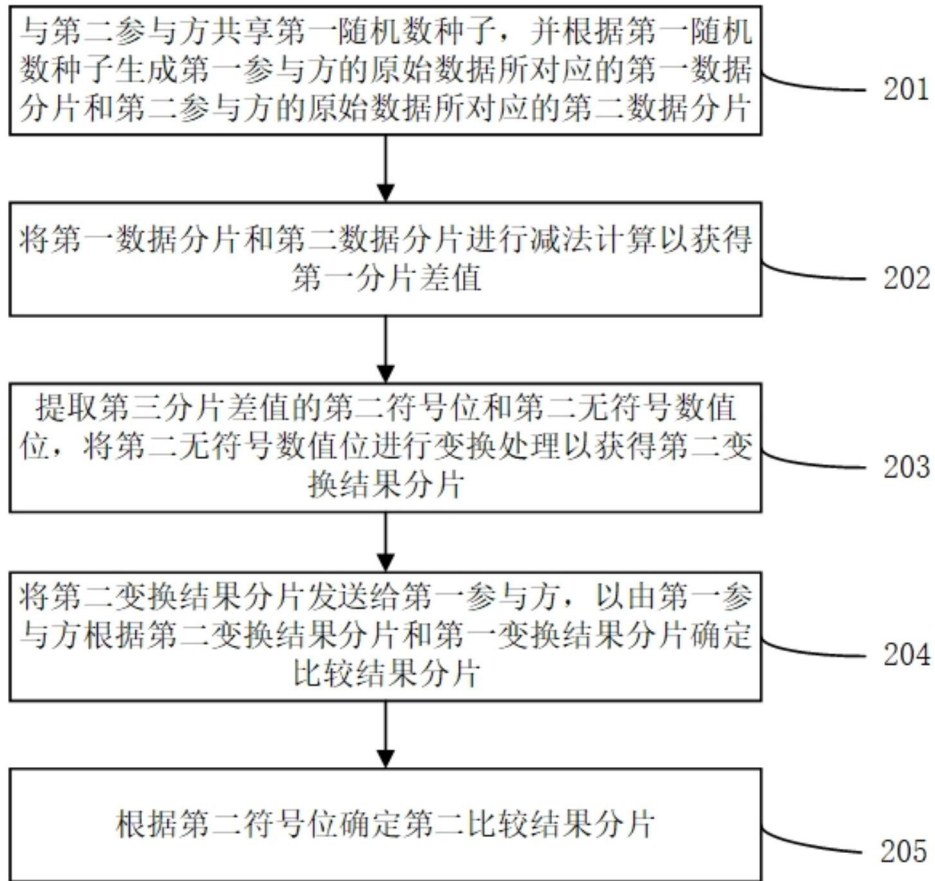 与第二参与方共享第一随机数种子，并根据第一随机
数种子生成第一参与方的原始数据所对应的第一数据
分片和第二参与方的原始数据所对应的第二数据分片
201
将第一数据分片和第二数据分片进行减法计算以获得
第一分片差值
202
提取第三分片差值的第二符号位和第二无符号数值
位，将第二无符号数值位进行变换处理以获得第二变
换结果分片
203
将第二变换结果分片发送给第一参与方，以由第一参
与方根据第二变换结果分片和第一变换结果分片确定
比较结果分片
204
根据第二符号位确定第二比较结果分片
205